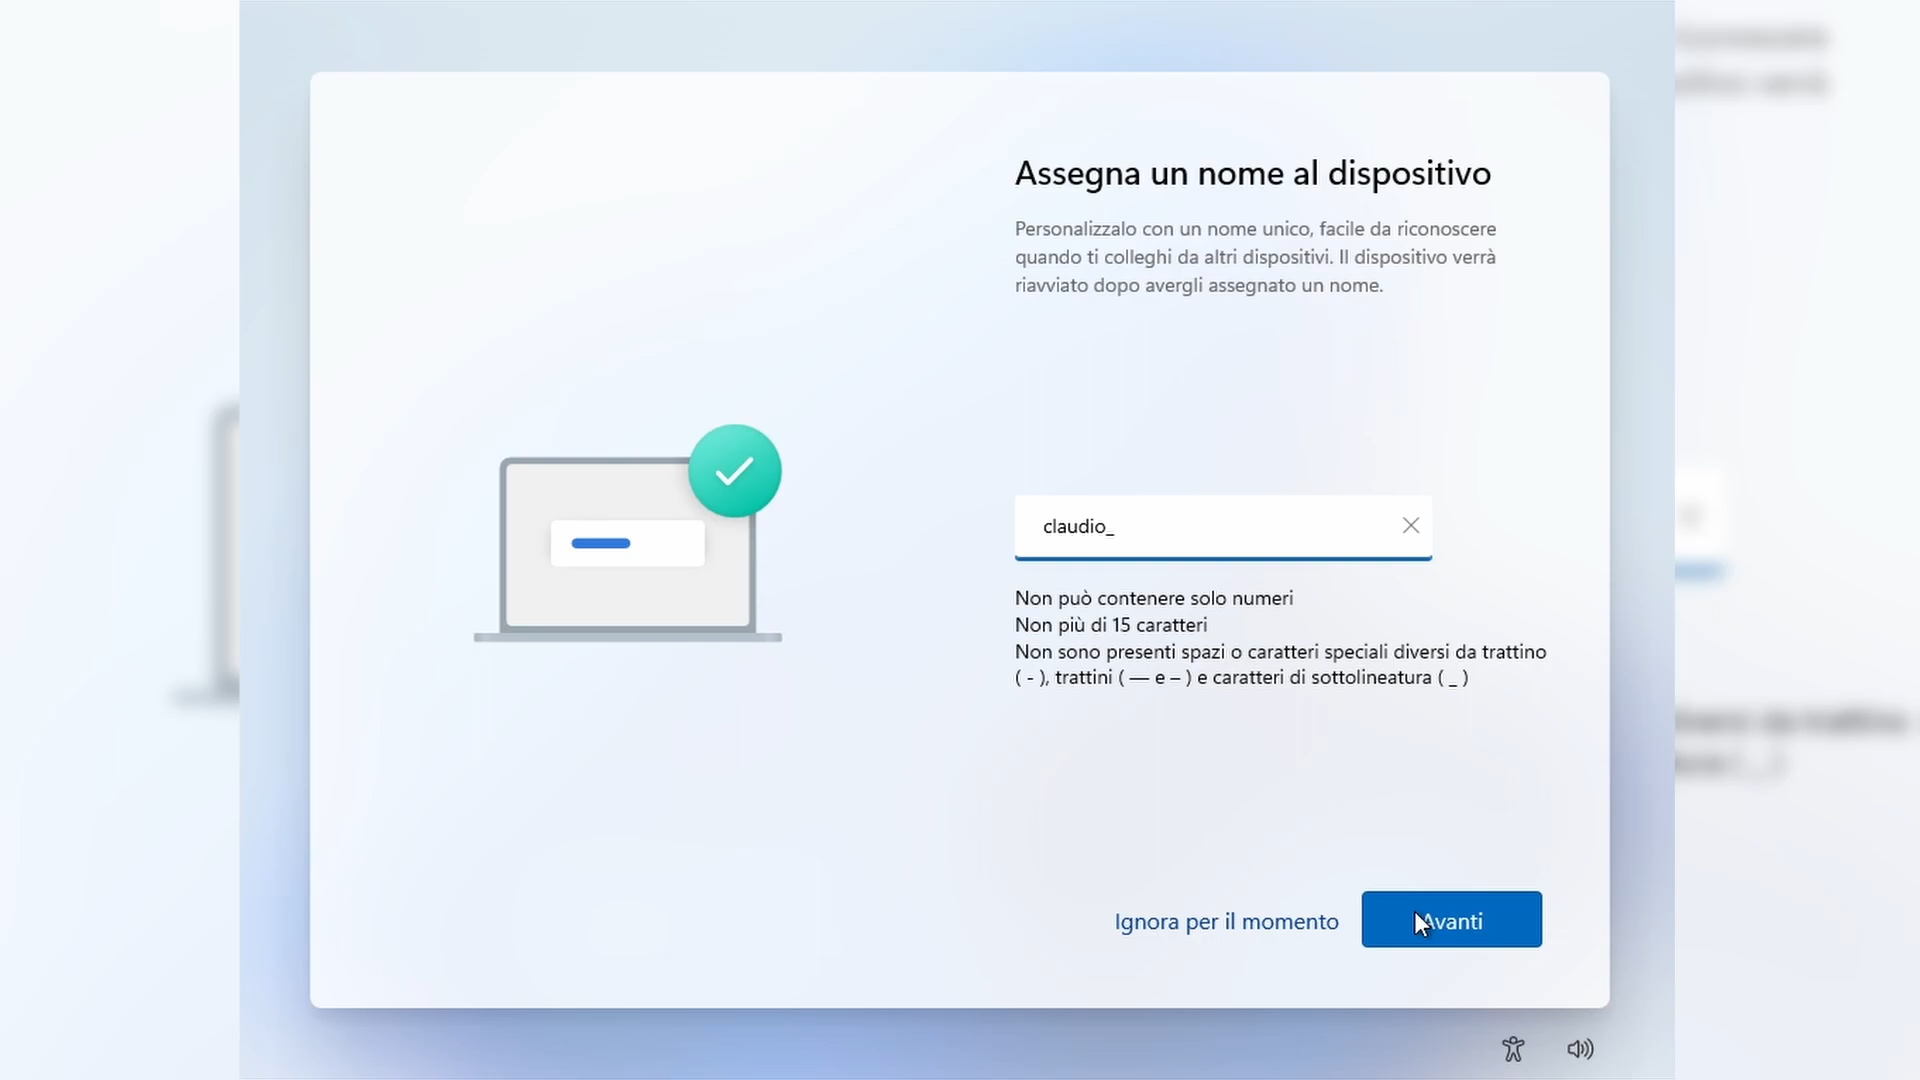 Assegna un nome al dispositivo
Personalizzalo con un nome unico, facile da riconoscere
quando ti colleghi da altri dispositivi. Il dispositivo verrà
riavviato dopo avergli assegnato un nome.
claudio_
Non può contenere solo numeri
Non più di 15 caratteri
Non sono presenti spazi o caratteri speciali diversi da trattino
( - ), trattini ( — e – ) e caratteri di sottolineatura ( _ )
Ignora per il momento
Avanti